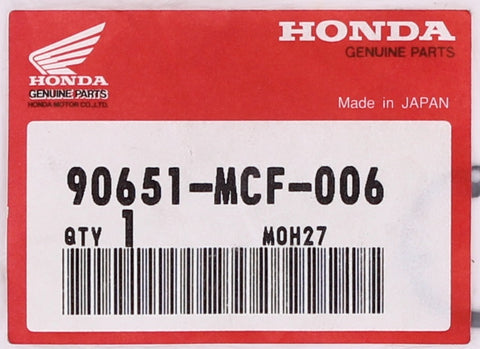 HONDA
GENUINE PARTS
HONDA
GENUINE PARTS
HONDA MOTOR CO.,LTD.
Made in JAPAN
90651-MCF-006
QTY 1 MOH27